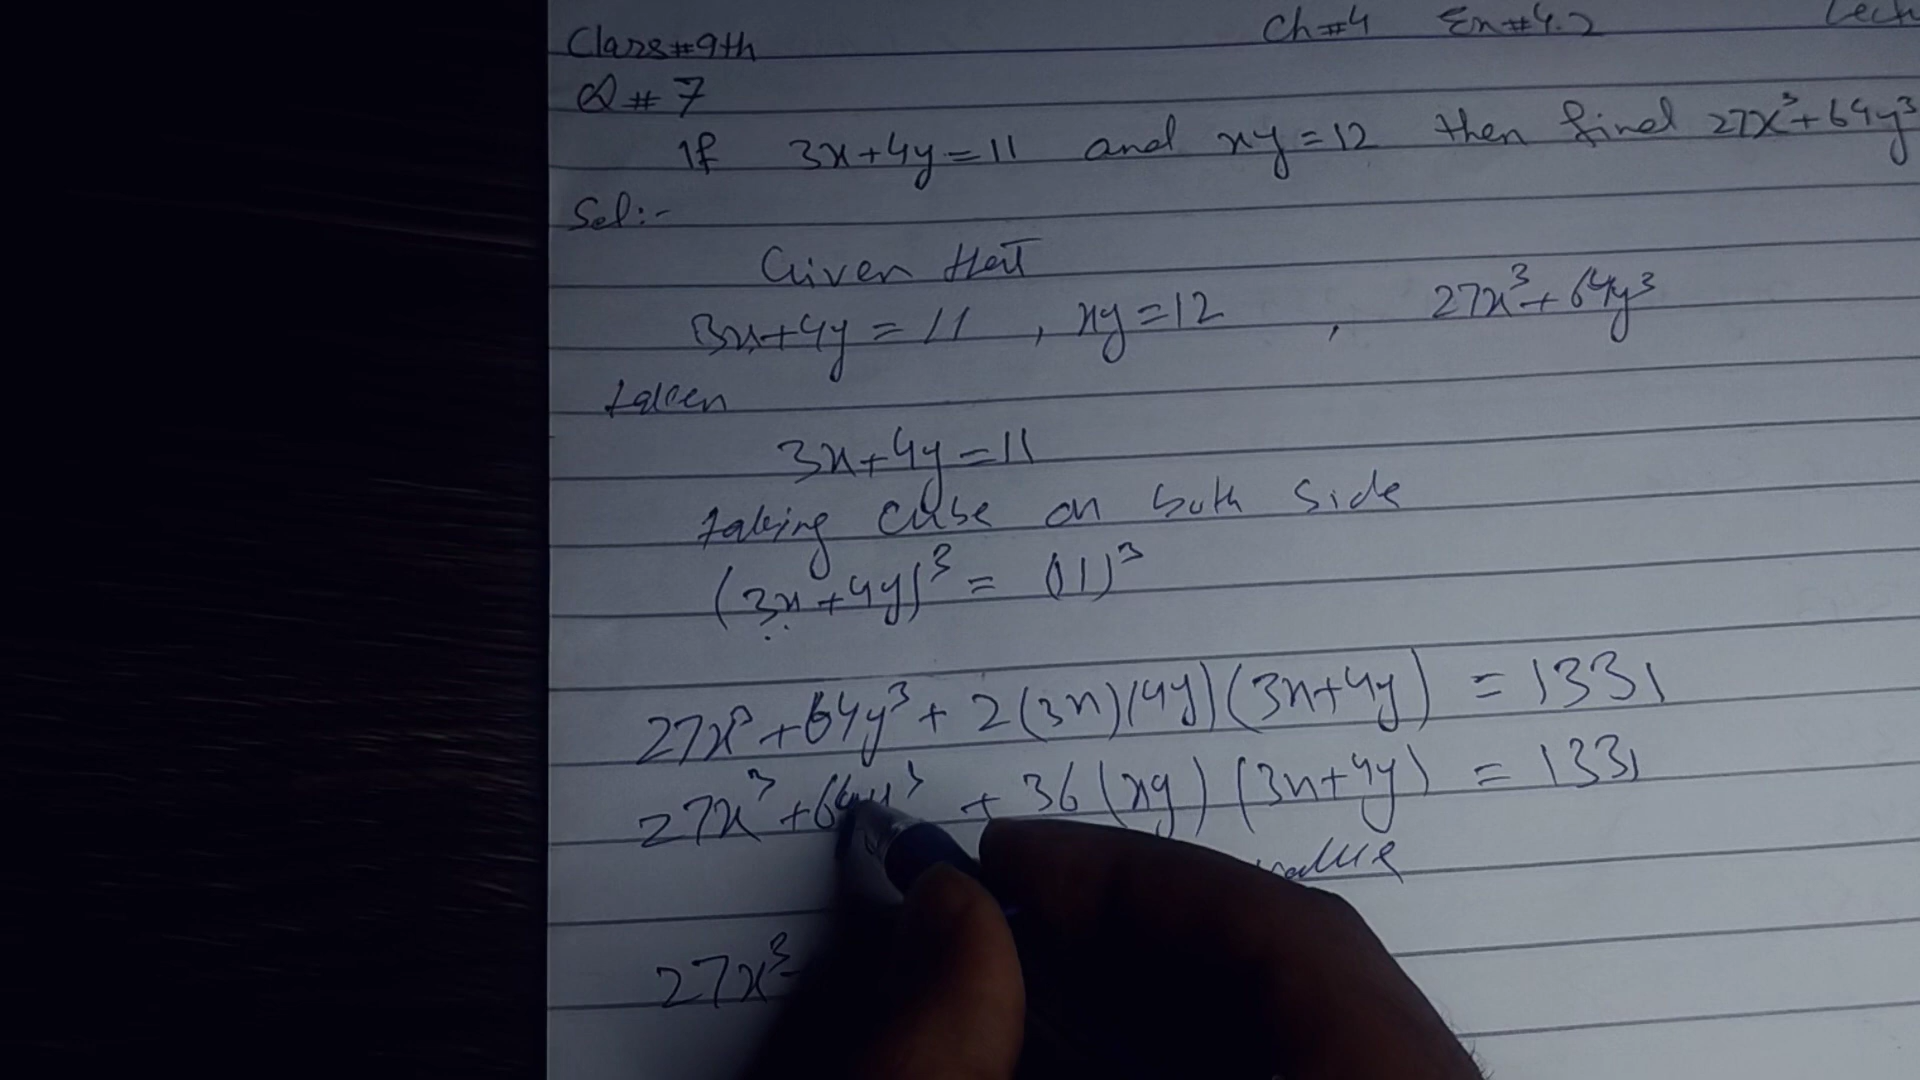 Class#9th Ch#4 Ex#4.2 Lect
Q#7
If 3x+4y=11 and xy=12 then find 27x³+64y³
Sol:-
Given that
3x+4y=11 , xy=12 , 27x³+64y³
taken
3x+4y=11
taking cube on both side
(3x+4y)³ = (11)³
27x³+64y³+2(3x)(4y)(3x+4y) = 1331
27x³+64y³ +36(xy)(3x+4y) = 1331
value
27x³